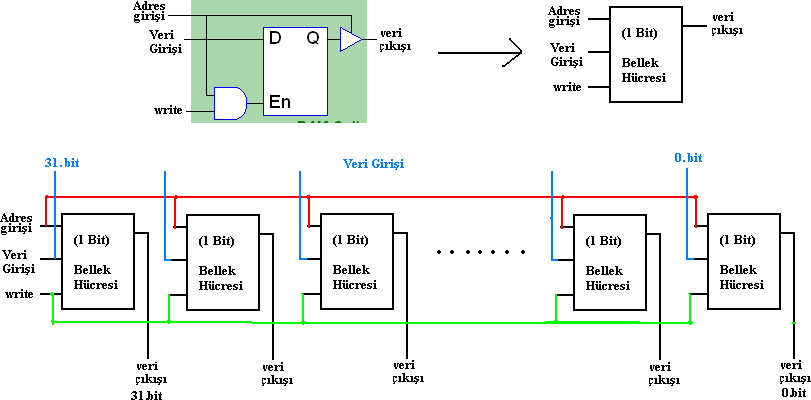 Adres
girişi
Veri
Girişi
write
D
Q
En
veri
çıkışı
Adres
girişi
Veri
Girişi
write
(1 Bit)
Bellek
Hücresi
veri
çıkışı
31.bit
Veri Girişi
0.bit
Adres
girişi
Veri
Girişi
write
(1 Bit)
Bellek
Hücresi
(1 Bit)
Bellek
Hücresi
(1 Bit)
Bellek
Hücresi
. . . . . . .
(1 Bit)
Bellek
Hücresi
(1 Bit)
Bellek
Hücresi
veri
çıkışı
31.bit
veri
çıkışı
veri
çıkışı
veri
çıkışı
veri
çıkışı
0.bit